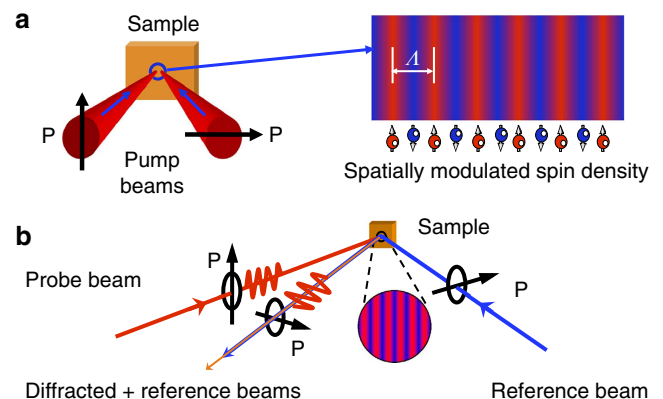 a
Sample
P
P
Pump
beams
Λ
Spatially modulated spin density
b
Sample
Probe beam
P
P
P
Diffracted + reference beams
Reference beam